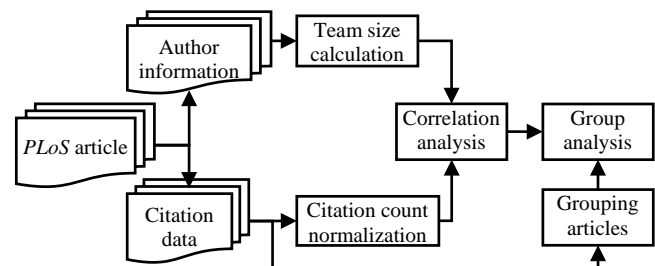 Author
information
Team size
calculation
PLoS article
Correlation
analysis
Group
analysis
Citation
data
Citation count
normalization
Grouping
articles